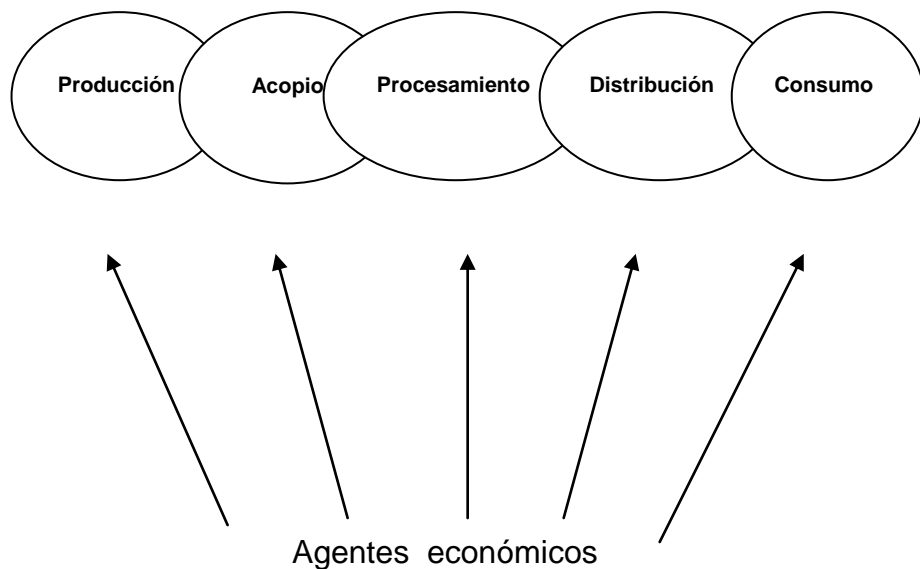 Producción Acopio Procesamiento Distribución Consumo
Agentes económicos